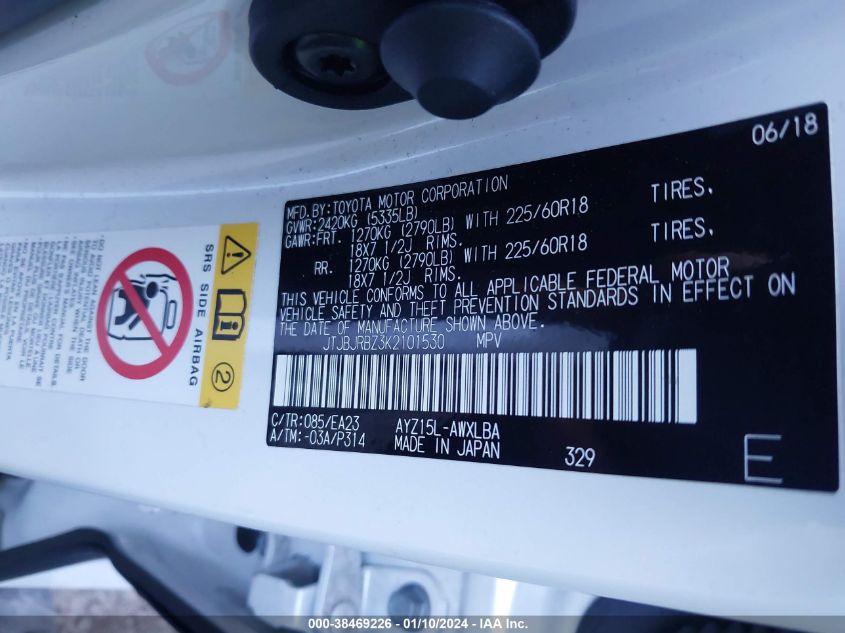 06/18
MFD.BY:TOYOTA MOTOR CORPORATION
GVWR:2420KG (5335LB)
GAWR:FRT. 1270KG (2790LB) WITH 225/60R18 TIRES,
18X7 1/2J RIMS.
RR. 1270KG (2790LB) WITH 225/60R18 TIRES,
18X7 1/2J RIMS.
THIS VEHICLE CONFORMS TO ALL APPLICABLE FEDERAL MOTOR
VEHICLE SAFETY AND THEFT PREVENTION STANDARDS IN EFFECT ON
THE DATE OF MANUFACTURE SHOWN ABOVE.
JTJBJRBZ3K2101530 MPV
C/TR:085/EA23 AYZ15L-AWXLBA
A/TM:-03A/P314 MADE IN JAPAN
329
E
SRS SIDE AIRBAG
2
000-38469226 - 01/10/2024 - IAA Inc.